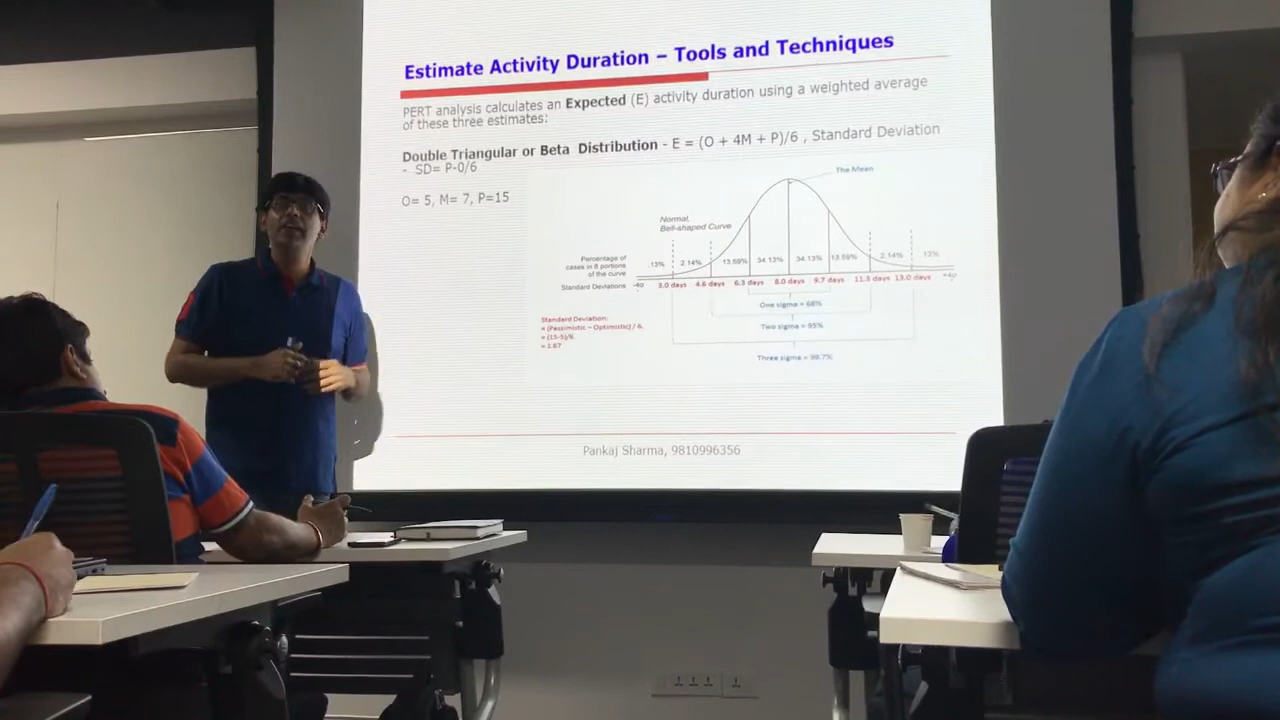 Estimate Activity Duration – Tools and Techniques
PERT analysis calculates an Expected (E) activity duration using a weighted average
of these three estimates:
Double Triangular or Beta Distribution - E = (O + 4M + P)/6 , Standard Deviation
- SD= P-0/6
O= 5, M= 7, P=15
The Mean
Normal,
Bell-shaped Curve
Percentage of
cases in 8 portions
of the curve
.13% 2.14% 13.59% 34.13% 34.13% 13.59% 2.14% .13%
Standard Deviations -4σ 3.0 days 4.6 days 6.3 days 8.0 days 9.7 days 11.3 days 13.0 days +4σ
One sigma = 68%
Two sigma = 95%
Three sigma = 99.7%
Standard Deviation:
= (Pessimistic – Optimistic) / 6.
= (15-5)/6
= 1.67
Pankaj Sharma, 9810996356